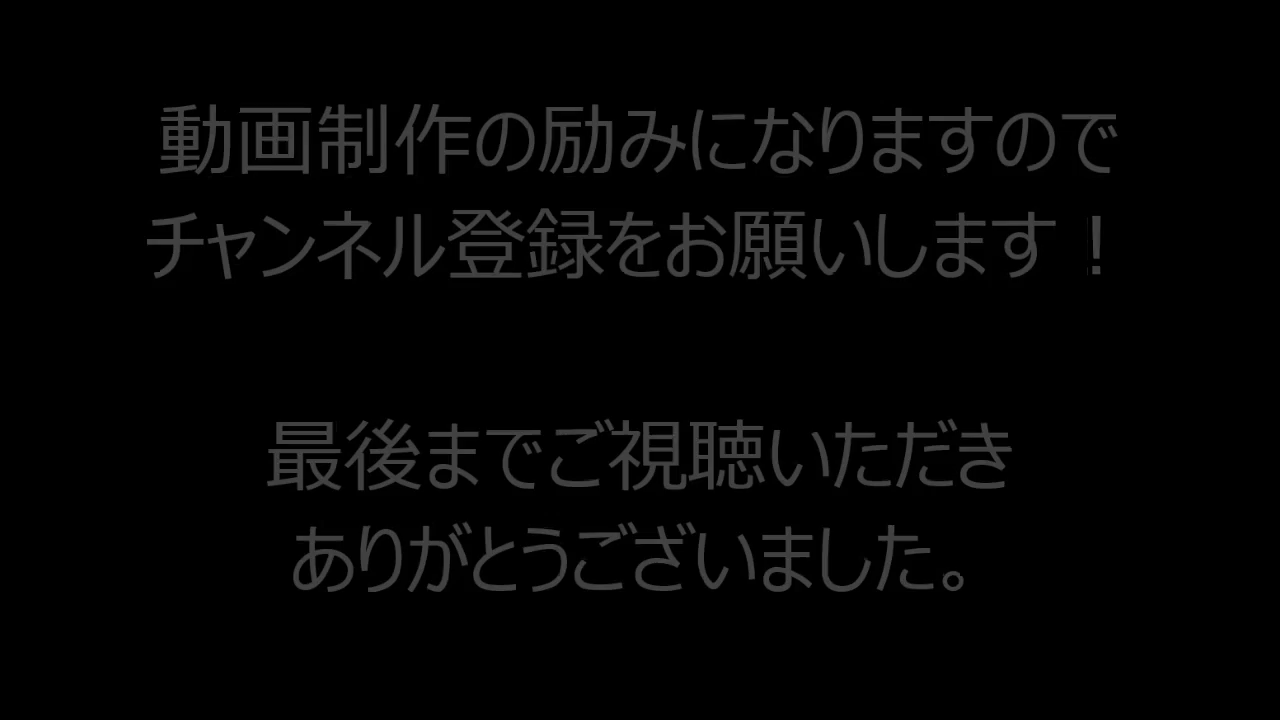 動画制作の励みになりますので
チャンネル登録をお願いします！
最後までご視聴いただき
ありがとうございました。